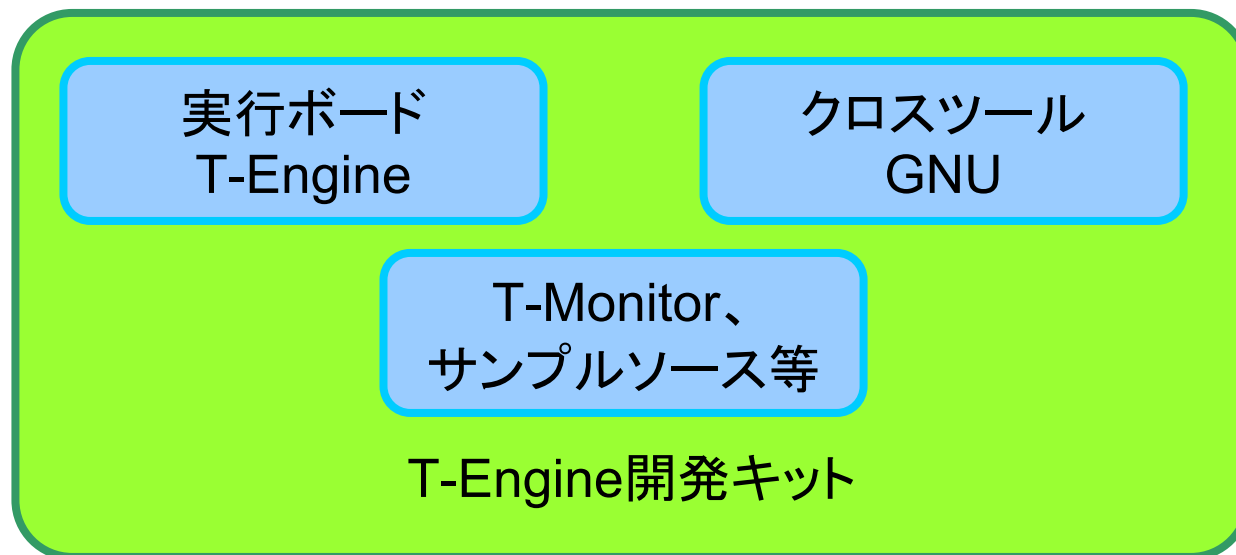 実行ボード
T-Engine
クロスツール
GNU
T-Monitor、
サンプルソース等
T-Engine開発キット